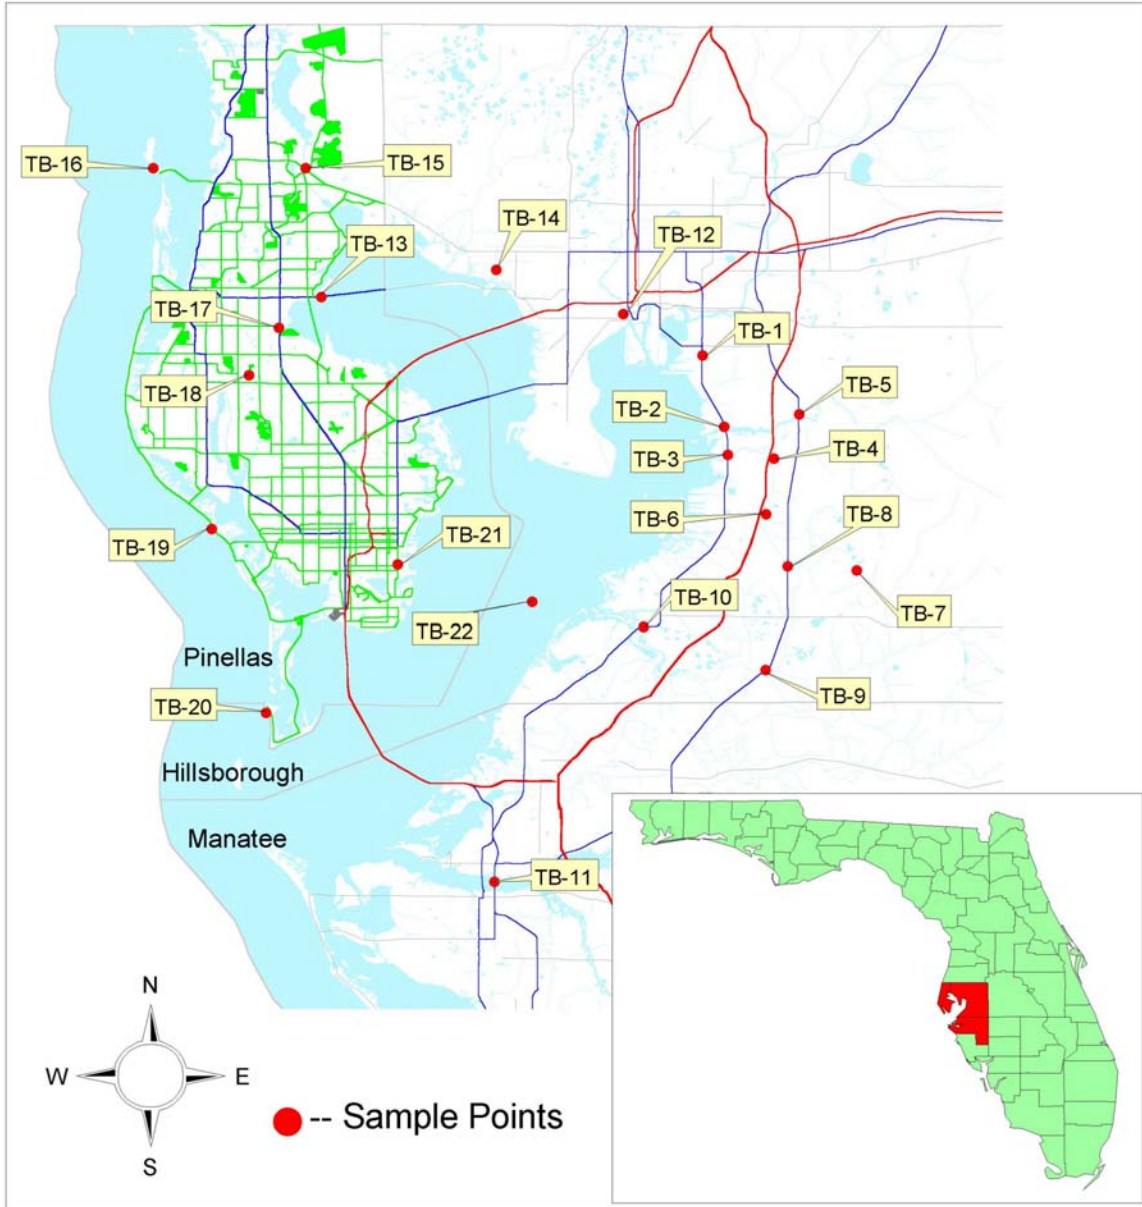 TB-16
TB-15
TB-14
TB-12
TB-13
TB-17
TB-1
TB-18
TB-5
TB-2
TB-3
TB-4
TB-6
TB-8
TB-21
TB-19
TB-10
TB-7
TB-22
Pinellas
TB-9
TB-20
Hillsborough
Manatee
TB-11
N
W
E
S
-- Sample Points